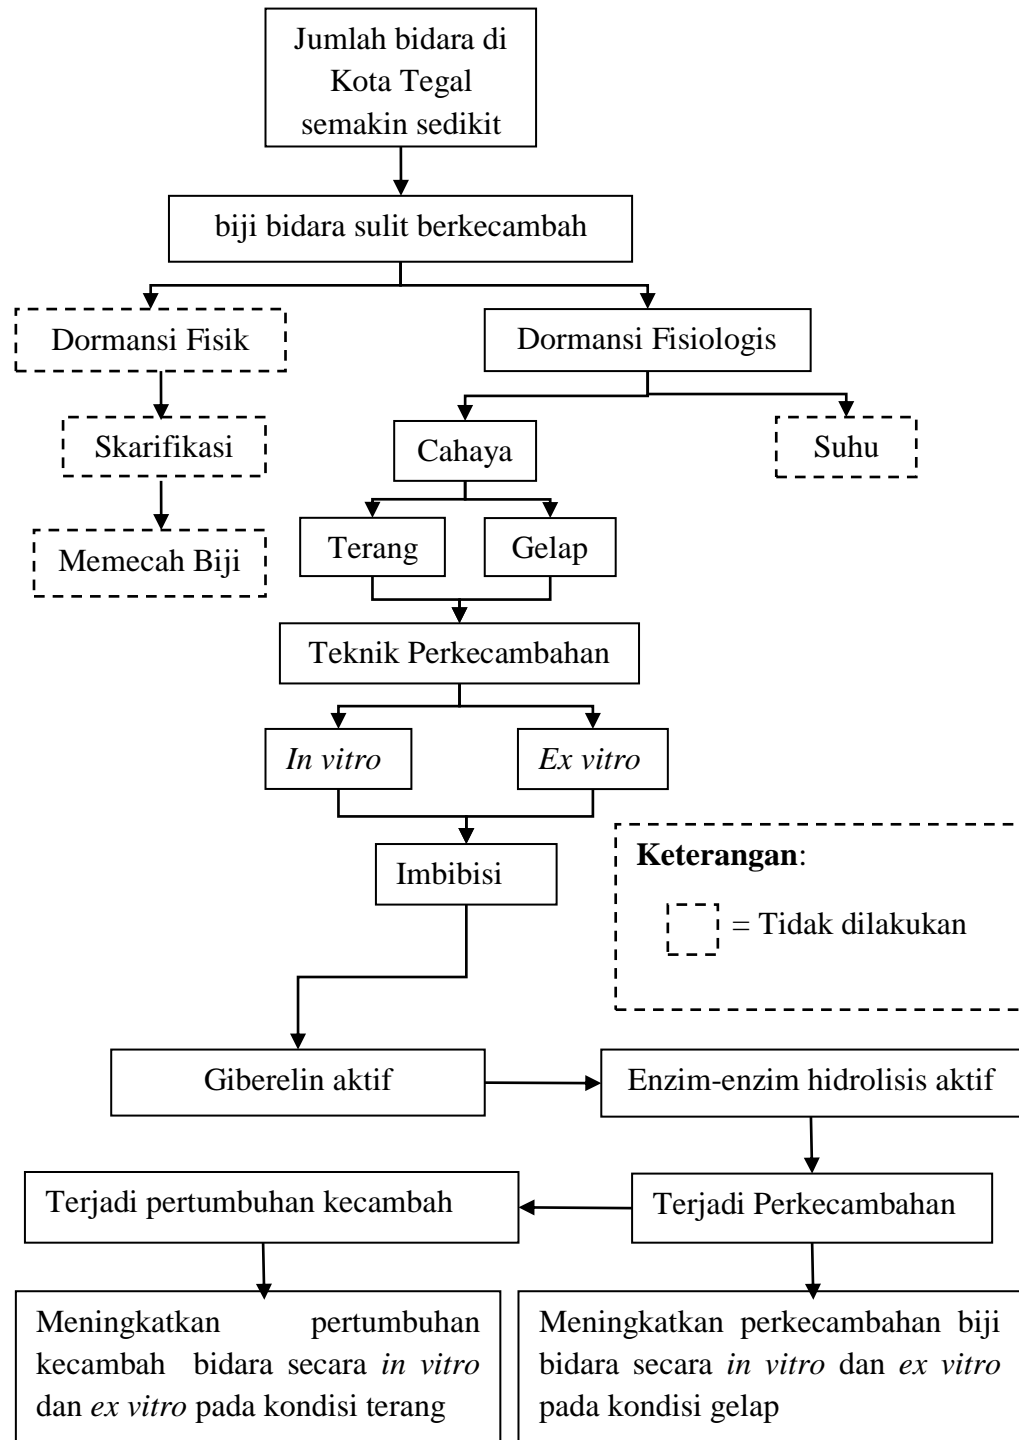 Jumlah bidara di
Kota Tegal
semakin sedikit
biji bidara sulit berkecambah
Dormansi Fisik
Dormansi Fisiologis
Skarifikasi
Cahaya
Suhu
Memecah Biji
Terang
Gelap
Teknik Perkecambahan
In vitro
Ex vitro
Imbibisi
Keterangan:
= Tidak dilakukan
Giberelin aktif
Enzim-enzim hidrolisis aktif
Terjadi pertumbuhan kecambah
Terjadi Perkecambahan
Meningkatkan pertumbuhan
kecambah bidara secara in vitro
dan ex vitro pada kondisi terang
Meningkatkan perkecambahan biji
bidara secara in vitro dan ex vitro
pada kondisi gelap